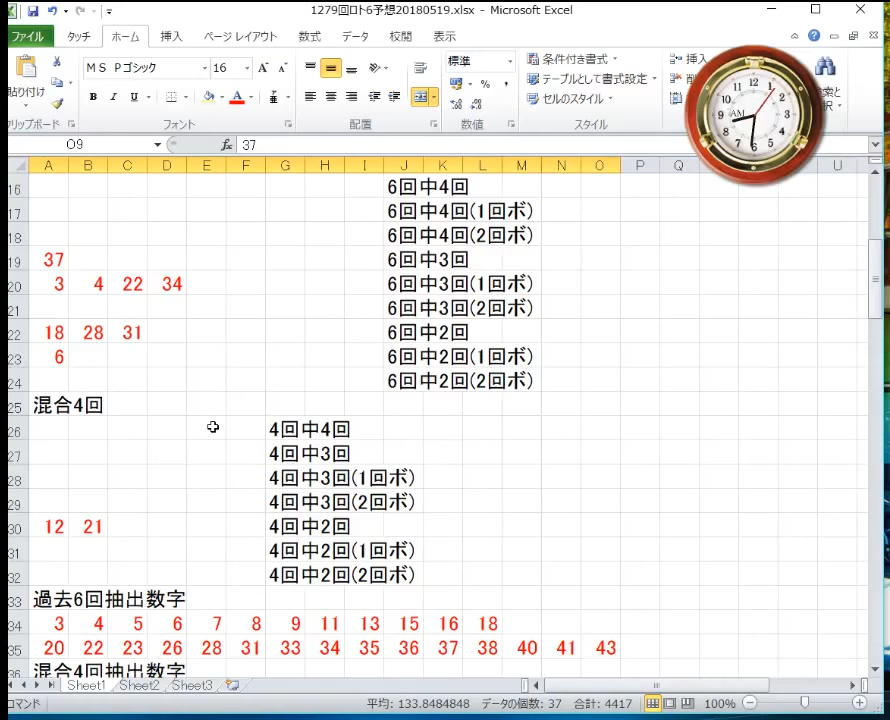 1279回ロト6予想20180519.xlsx - Microsoft Excel
ファイル タッチ ホーム 挿入 ページ レイアウト 数式 データ 校閲 表示
ＭＳ Ｐゴシック 16 標準 条件付き書式 挿入
貼り付け B I U テーブルとして書式設定
セルのスタイル
クリップボード フォント 配置 数値 スタイル
O9 fx 37
A B C D E F G H I J K L M N O P Q U
16 6回中4回
17 6回中4回(1回ボ)
18 6回中4回(2回ボ)
19 37 6回中3回
20 3 4 22 34 6回中3回(1回ボ)
21 6回中3回(2回ボ)
22 18 28 31 6回中2回
23 6 6回中2回(1回ボ)
24 6回中2回(2回ボ)
25 混合4回
26 4回中4回
27 4回中3回
28 4回中3回(1回ボ)
29 4回中3回(2回ボ)
30 12 21 4回中2回
31 4回中2回(1回ボ)
32 4回中2回(2回ボ)
33 過去6回抽出数字
34 3 4 5 6 7 8 9 11 13 15 16 18
35 20 22 23 26 28 31 33 34 35 36 37 38 40 41 43
36 混合4回抽出数字
Sheet1 Sheet2 Sheet3
コマンド 平均: 133.8484848 データの個数: 37 合計: 4417 100%
12 1 2 3 4 5 6 7 8 9 10 11
AM